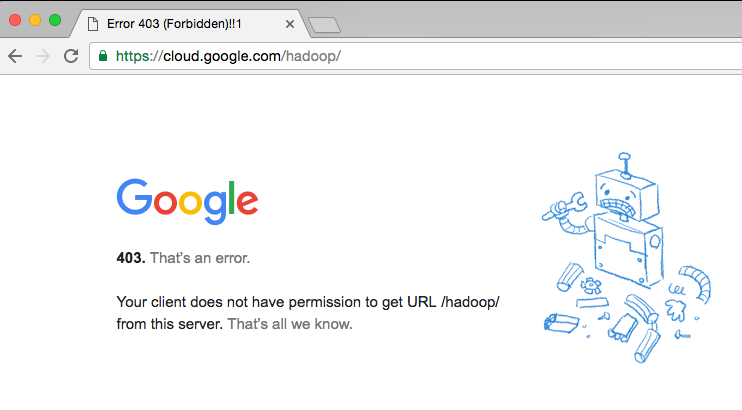 Error 403 (Forbidden)!!1
https://cloud.google.com/hadoop/
Google
403. That's an error.
Your client does not have permission to get URL /hadoop/
from this server. That's all we know.